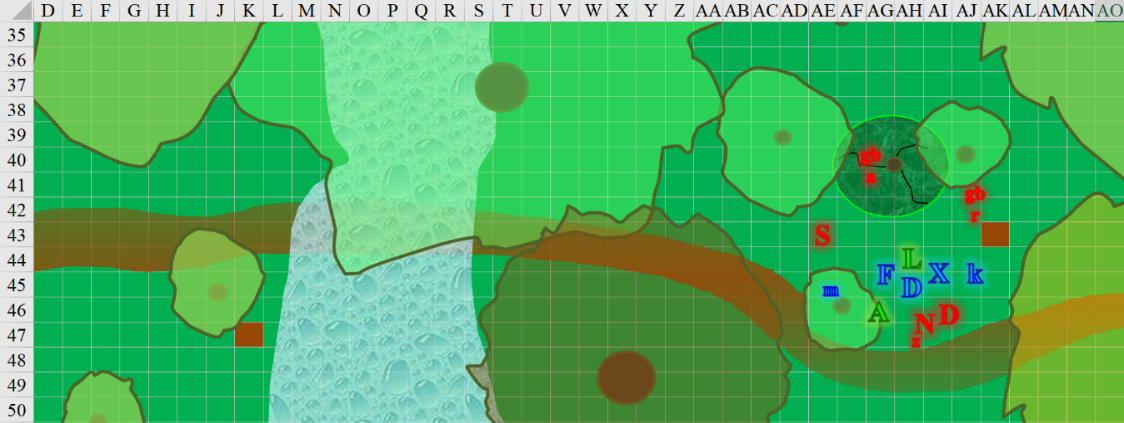 D E F G H I J K L M N O P Q R S T U V W X Y Z AA AB AC AD AE AF AG AH AI AJ AK AL AM AN AO
35
36
37
38
39
40 gb
a
41 gb
42 r
43 S
44 L
F X k
45 m D
46 A D
N
47 z
48
49
50